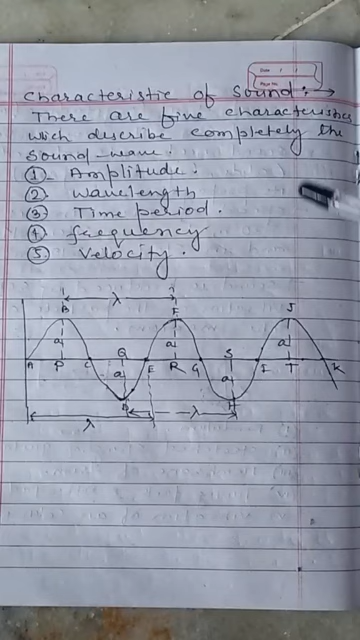 Characteristic of Sound :→
There are five characteristics
wich describe completely the
sound-wave.
① Amplitude.
② Wavelength
③ Time period.
④ frequency
⑤ Velocity.
λ
B F J
a a a
Q S
A P C E R G I T K
a a
D H
λ λ